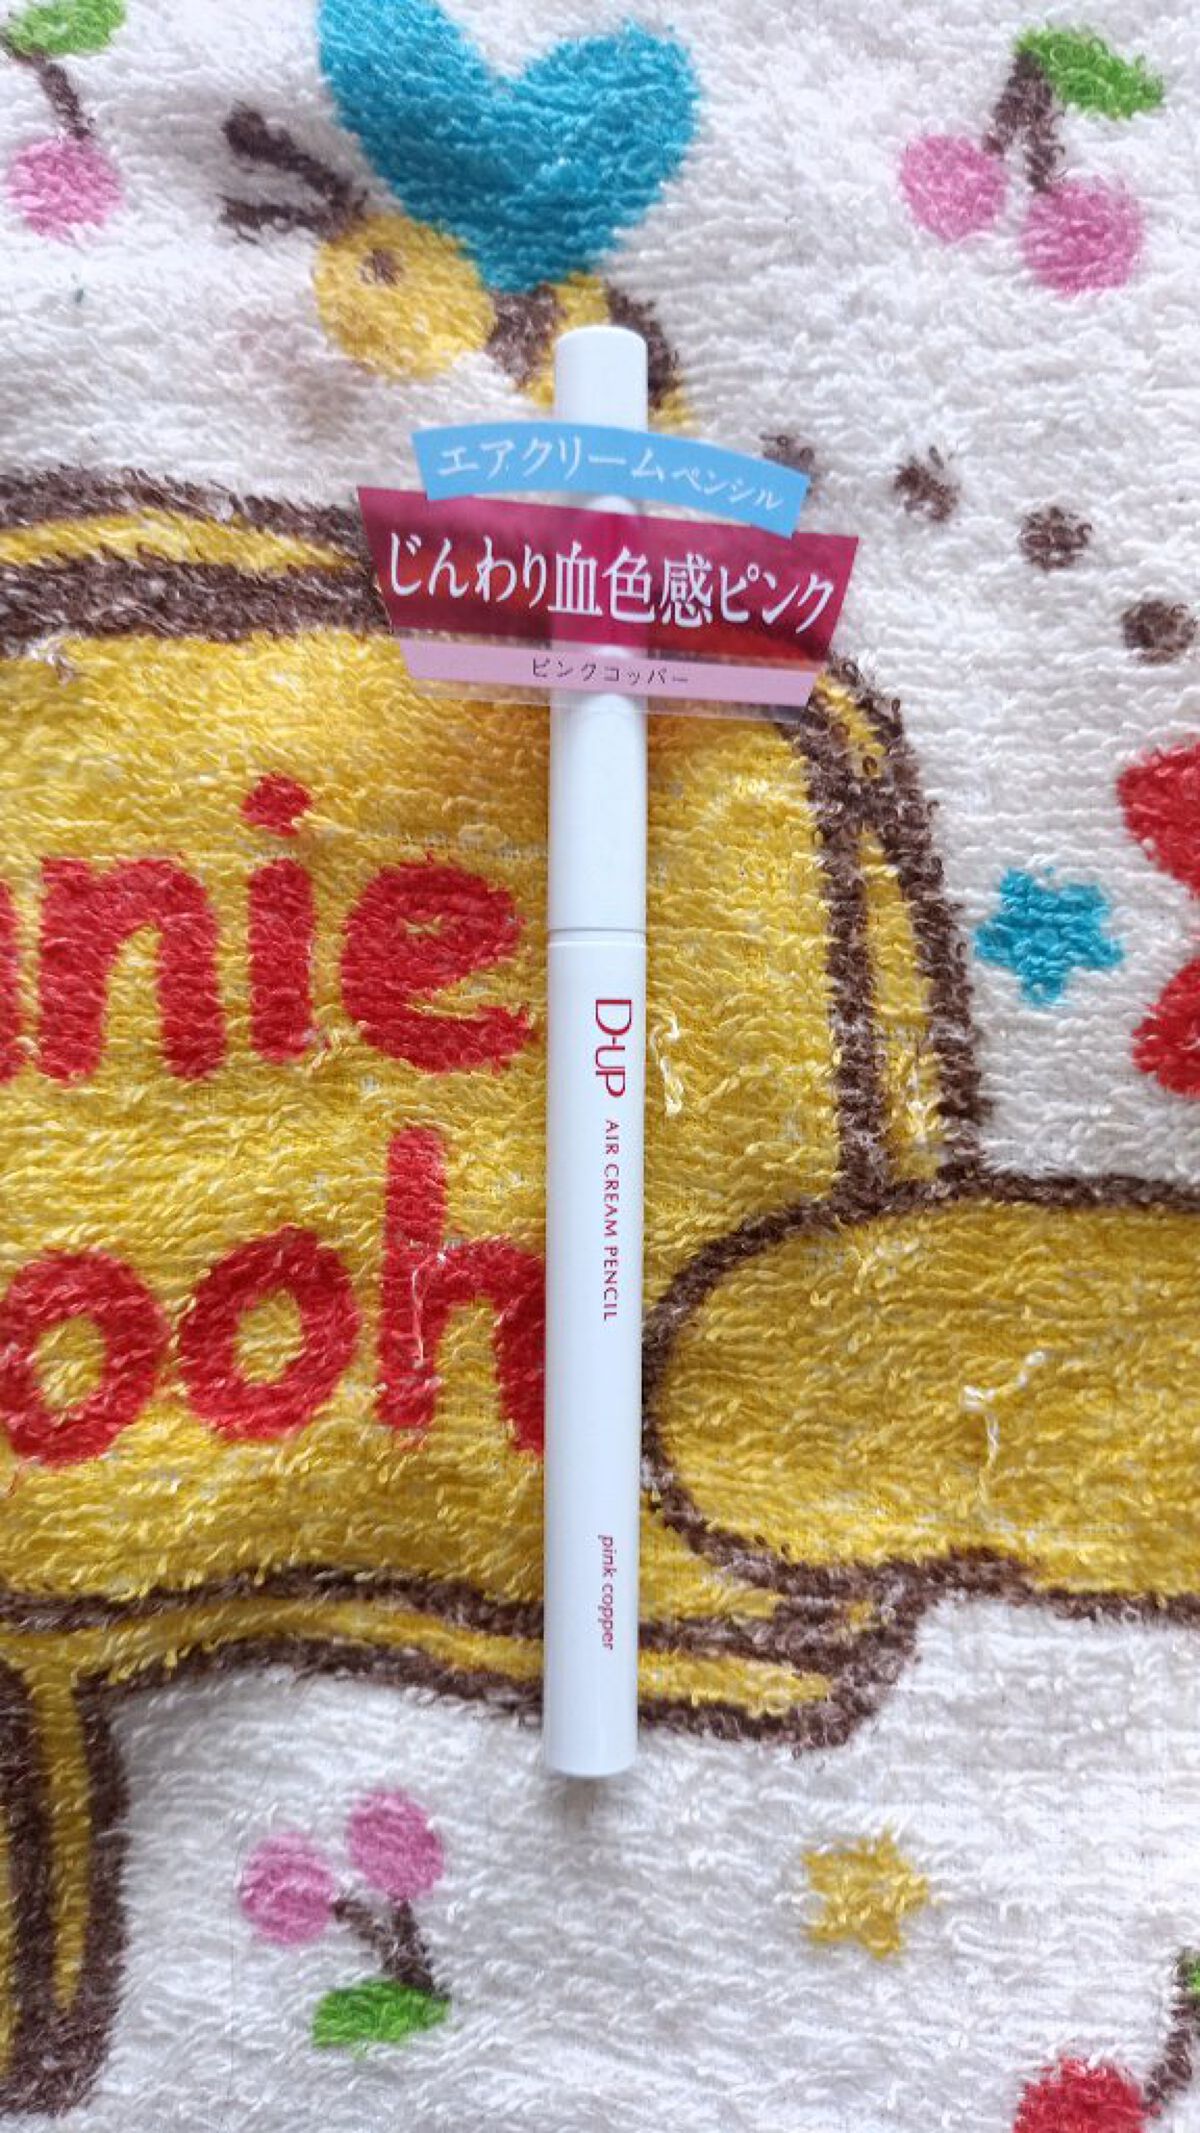 エアクリームペンシル
じんわり血色感ピンク
ピンクコッパー
nie
ooh
D-UP AIR CREAM PENCIL
pink copper